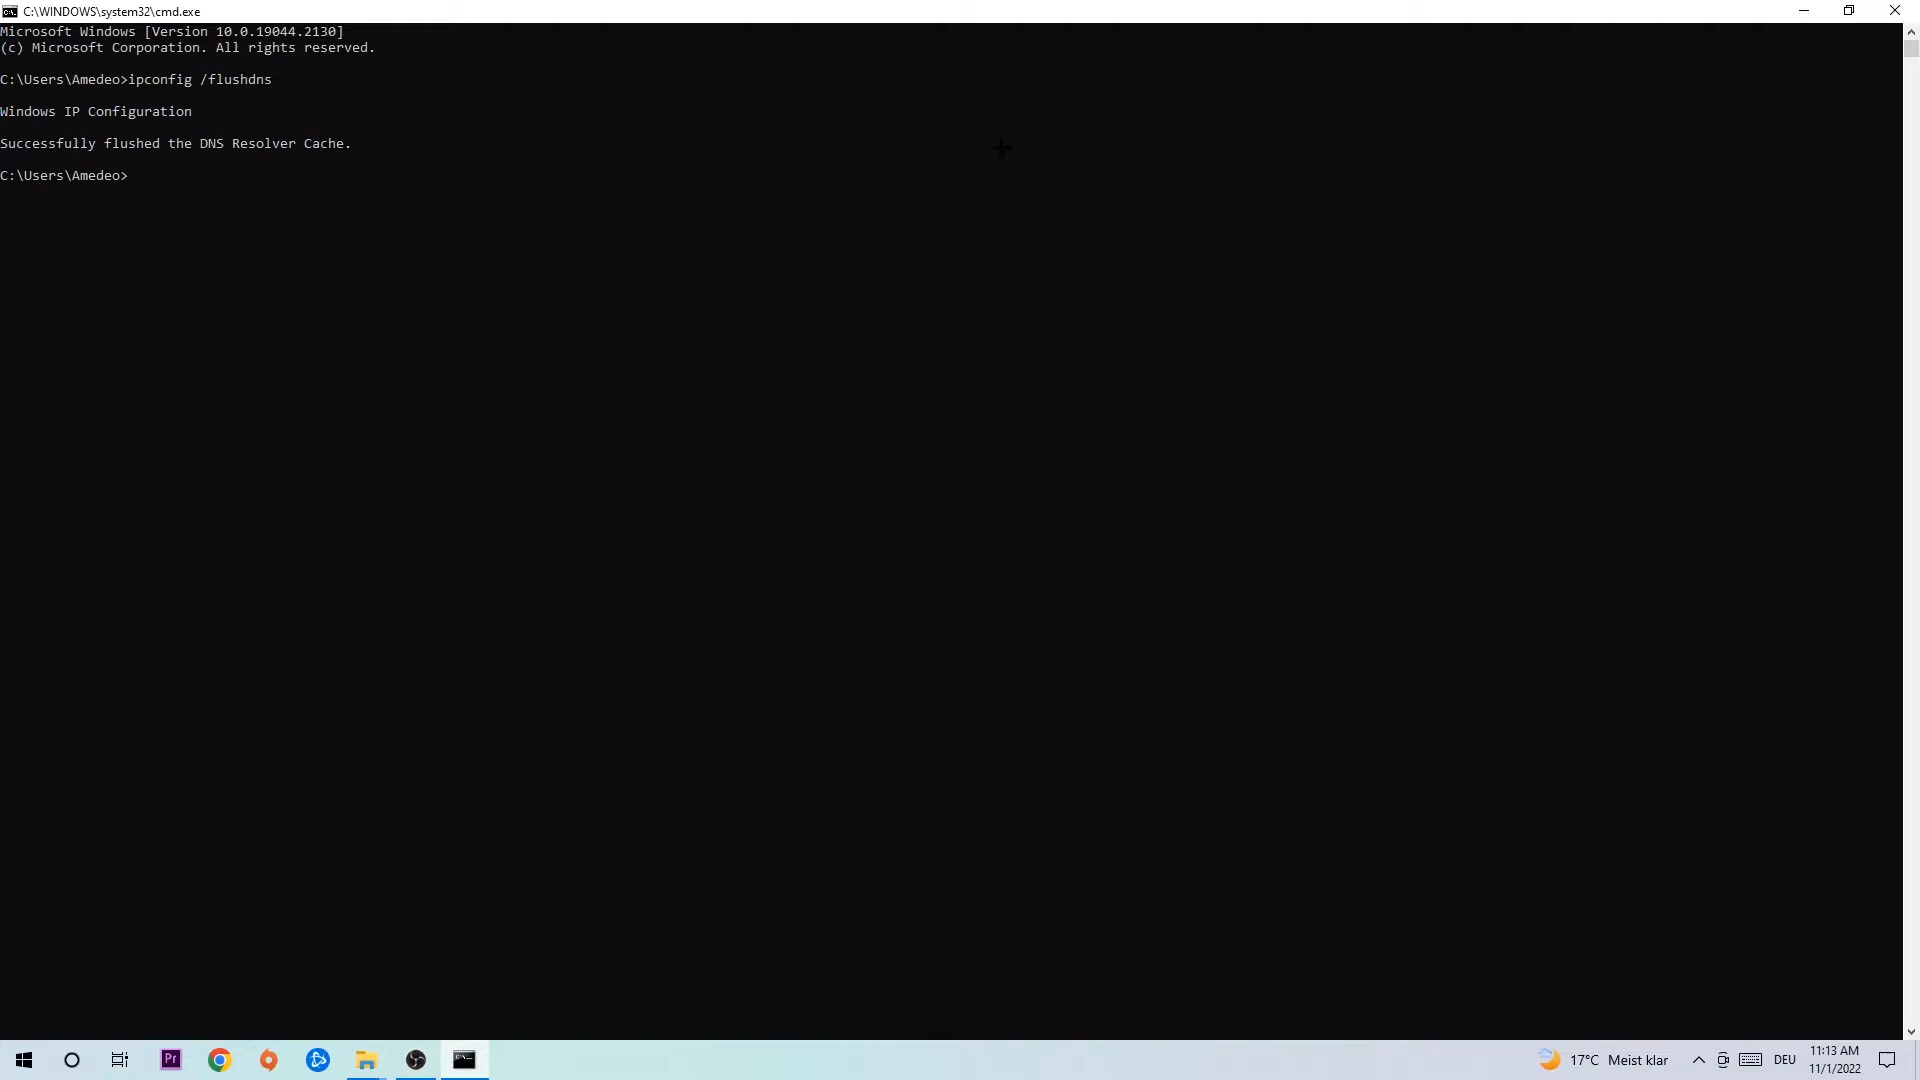 C:\WINDOWS\system32\cmd.exe
Microsoft Windows [Version 10.0.19044.2130]
(c) Microsoft Corporation. All rights reserved.
C:\Users\Amedeo>ipconfig /flushdns
Windows IP Configuration
Successfully flushed the DNS Resolver Cache.
C:\Users\Amedeo>
Pr
17°C Meist klar
DEU
11:13 AM
11/1/2022